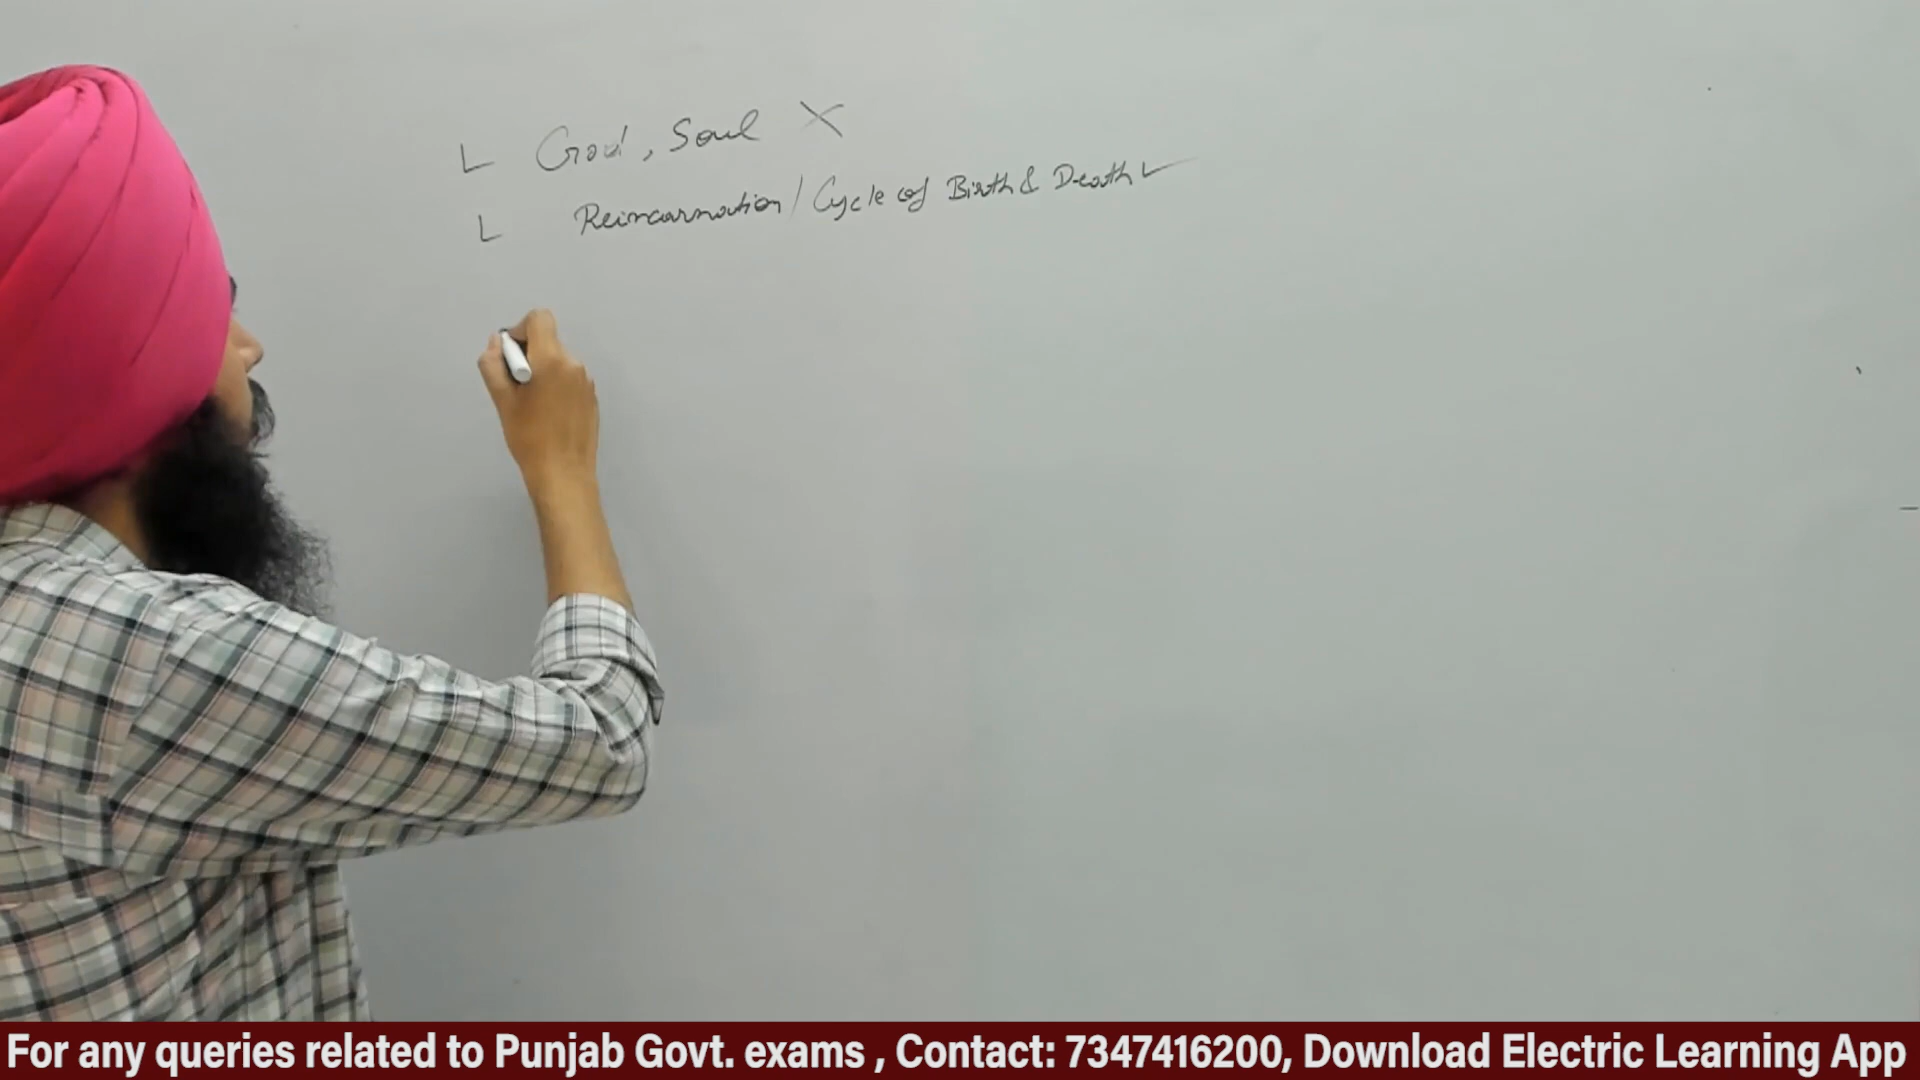 God, Soul X
Reincarnation / Cycle of Birth & Death ✓
For any queries related to Punjab Govt. exams , Contact: 7347416200, Download Electric Learning App